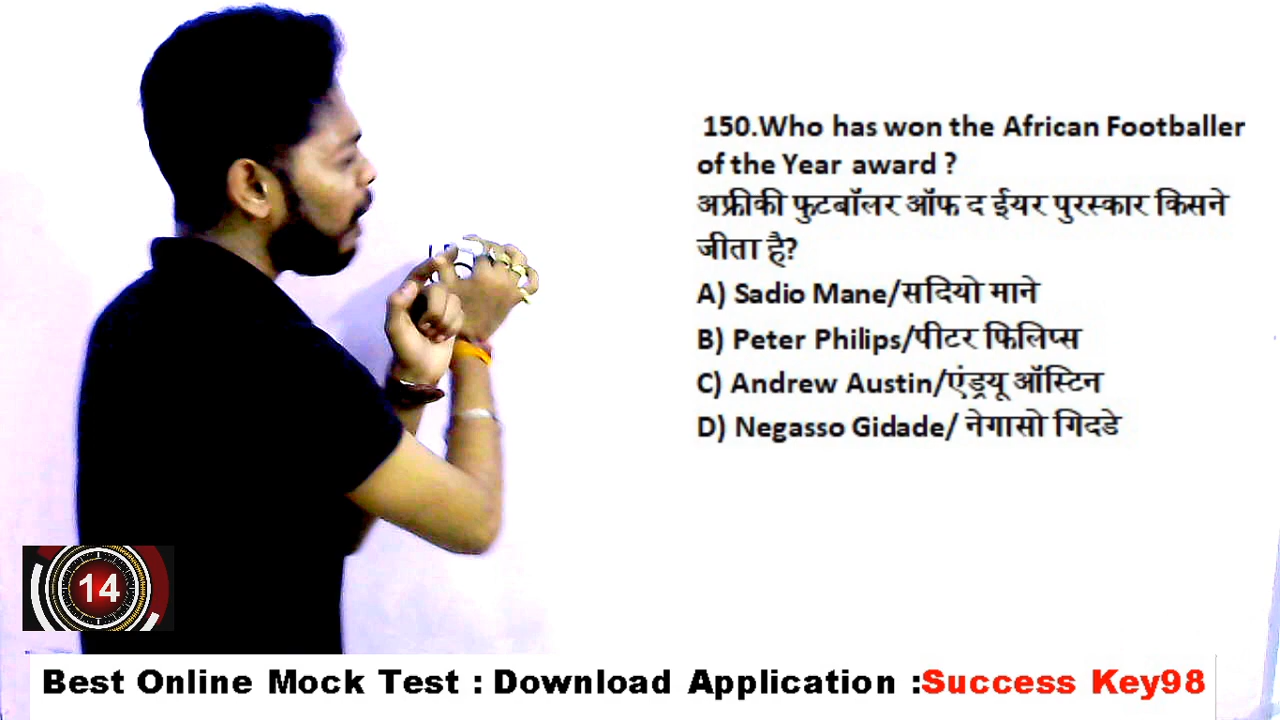 150.Who has won the African Footballer
of the Year award ?
अफ्रीकी फुटबॉलर ऑफ द ईयर पुरस्कार किसने
जीता है?
A) Sadio Mane/सदियो माने
B) Peter Philips/पीटर फिलिप्स
C) Andrew Austin/एंड्रयू ऑस्टिन
D) Negasso Gidade/ नेगासो गिदडे
14
Best Online Mock Test : Download Application :Success Key98